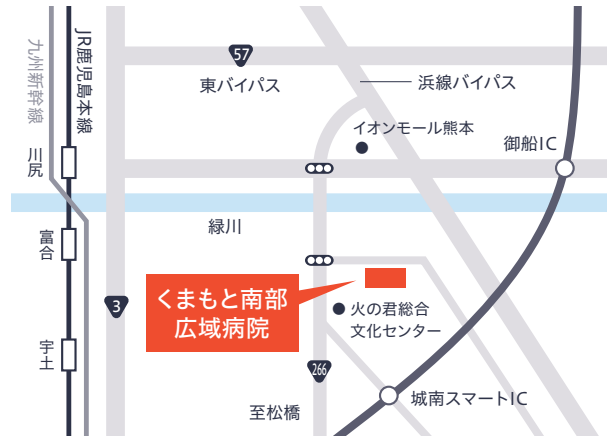 57
東バイパス
浜線バイパス
JR鹿児島本線
九州新幹線
イオンモール熊本
御船IC
川尻
緑川
富合
くまもと南部
広域病院
3
火の君総合
文化センター
宇土
266
城南スマートIC
至松橋